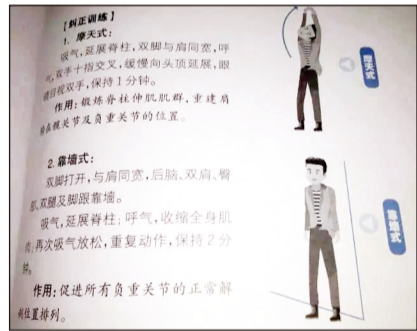 【纠正训练】
1. 摩天式：
吸气，延展脊柱，双脚与肩同宽，呼
气，双手十指交叉，缓慢向头顶延展，眼
睛目视双手，保持1分钟。
作用：锻炼脊柱伸肌肌群，重建肩
关节及负重关节的位置。
摩天式
2. 靠墙式：
双脚打开，与肩同宽，后脑、双肩、臀
部、双腿及脚跟靠墙。
吸气，延展脊柱；呼气，收缩全身肌
肉；再次吸气放松，重复动作，保持2分
钟。
作用：促进所有负重关节的正常解
剖位置排列。
靠墙式